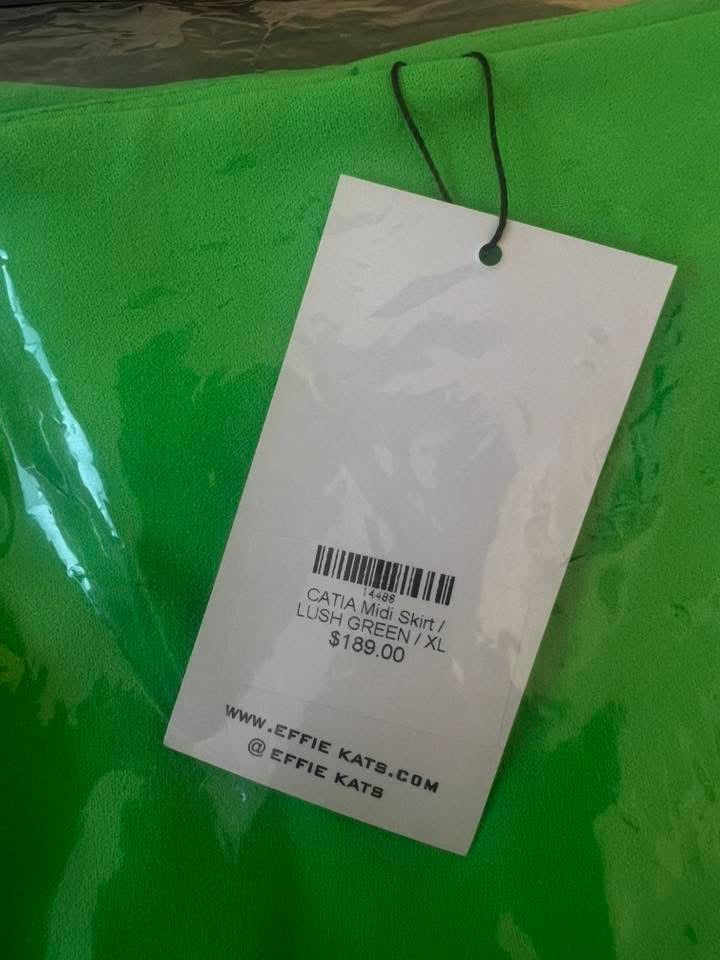 14486
CATIA Midi Skirt /
LUSH GREEN / XL
$189.00
WWW.EFFIE KATS.COM
@ EFFIE KATS